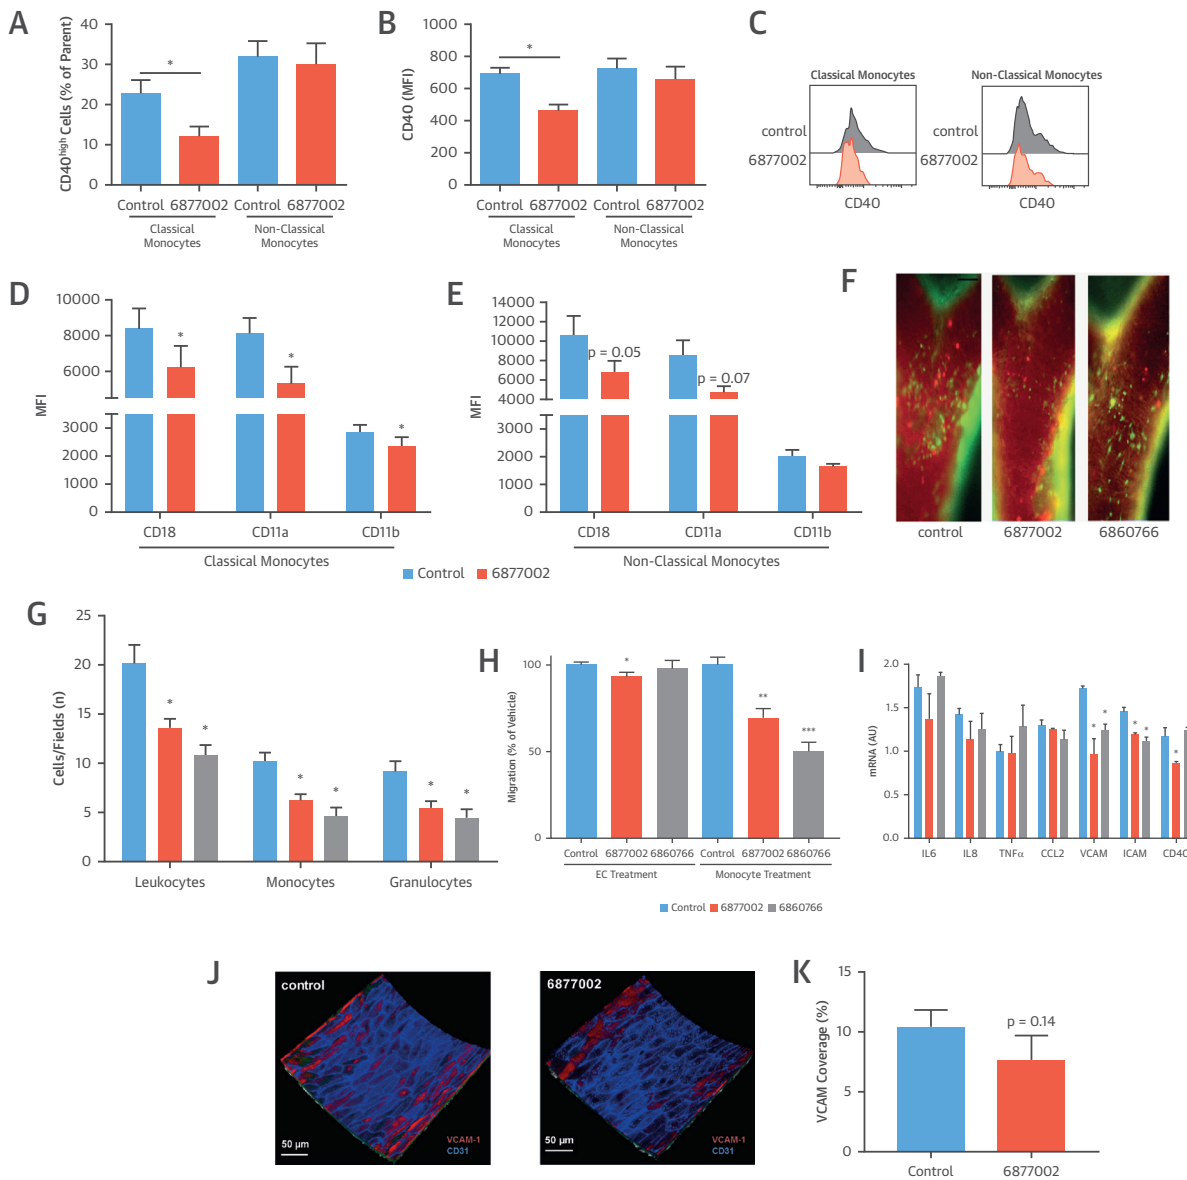 A
CD40high Cells (% of Parent)
40
30
20
10
0
*
Control 6877002 Control 6877002
Classical Monocytes
Non-Classical Monocytes
B
CD40 (MFI)
1000
800
600
400
200
0
*
Control 6877002 Control 6877002
Classical Monocytes
Non-Classical Monocytes
C
Classical Monocytes
Non-Classical Monocytes
control
6877002
control
6877002
CD40
CD40
D
MFI
10000
8000
6000
3000
2000
1000
0
*
*
*
CD18 CD11a CD11b
Classical Monocytes
E
MFI
14000
12000
10000
8000
6000
4000
3000
2000
1000
0
p = 0.05
p = 0.07
CD18 CD11a CD11b
Non-Classical Monocytes
Control 6877002
F
control 6877002 6860766
G
Cells/Fields (n)
25
20
15
10
5
0
* *
* *
* *
Leukocytes Monocytes Granulocytes
H
Migration (% of Vehicle)
100
50
0
*
**
***
Control 6877002 6860766 Control 6877002 6860766
EC Treatment Monocyte Treatment
I
mRNA (AU)
2.0
1.5
1.0
0.5
0.0
* *
* *
*
IL6 IL8 TNFα CCL2 VCAM ICAM CD40
Control 6877002 6860766
J
control
50 µm
VCAM-1
CD31
6877002
50 µm
VCAM-1
CD31
K
VCAM Coverage (%)
15
10
5
0
p = 0.14
Control 6877002